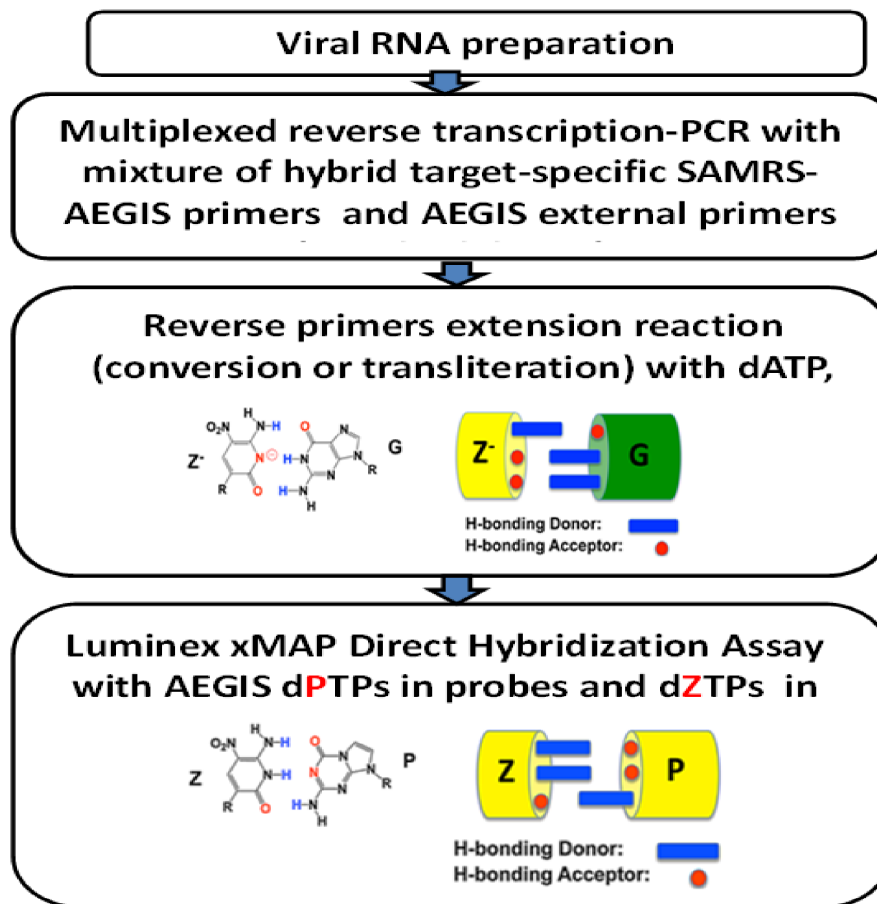 Viral RNA preparation
Multiplexed reverse transcription-PCR with
mixture of hybrid target-specific SAMRS-
AEGIS primers and AEGIS external primers
Reverse primers extension reaction
(conversion or transliteration) with dATP,
H
O₂N N-H O N
Z⁻ N⊖ H-N G
N N-R
R O H-N
H
Z⁻ G
H-bonding Donor:
H-bonding Acceptor:
Luminex xMAP Direct Hybridization Assay
with AEGIS dPTPs in probes and dZTPs in
H
O₂N N-H O
Z N-H N N P
N N-R
R O H-N
H
Z P
H-bonding Donor:
H-bonding Acceptor: